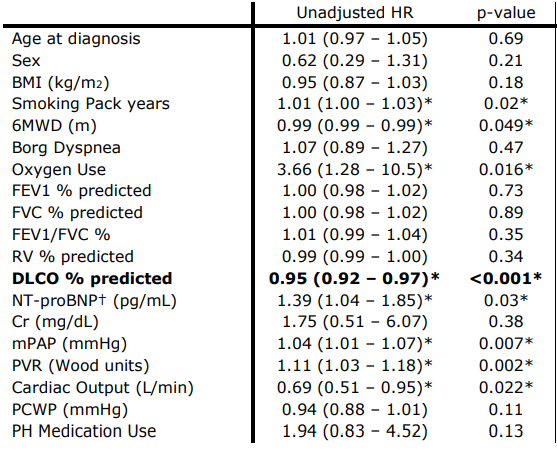 Unadjusted HR p-value
Age at diagnosis 1.01 (0.97 – 1.05) 0.69
Sex 0.62 (0.29 – 1.31) 0.21
BMI (kg/m2) 0.95 (0.87 – 1.03) 0.18
Smoking Pack years 1.01 (1.00 – 1.03)* 0.02*
6MWD (m) 0.99 (0.99 – 0.99)* 0.049*
Borg Dyspnea 1.07 (0.89 – 1.27) 0.47
Oxygen Use 3.66 (1.28 – 10.5)* 0.016*
FEV1 % predicted 1.00 (0.98 – 1.02) 0.73
FVC % predicted 1.00 (0.98 – 1.02) 0.89
FEV1/FVC % 1.01 (0.99 – 1.04) 0.35
RV % predicted 0.99 (0.99 – 1.00) 0.34
DLCO % predicted 0.95 (0.92 – 0.97)* <0.001*
NT-proBNP† (pg/mL) 1.39 (1.04 – 1.85)* 0.03*
Cr (mg/dL) 1.75 (0.51 – 6.07) 0.38
mPAP (mmHg) 1.04 (1.01 – 1.07)* 0.007*
PVR (Wood units) 1.11 (1.03 – 1.18)* 0.002*
Cardiac Output (L/min) 0.69 (0.51 – 0.95)* 0.022*
PCWP (mmHg) 0.94 (0.88 – 1.01) 0.11
PH Medication Use 1.94 (0.83 – 4.52) 0.13